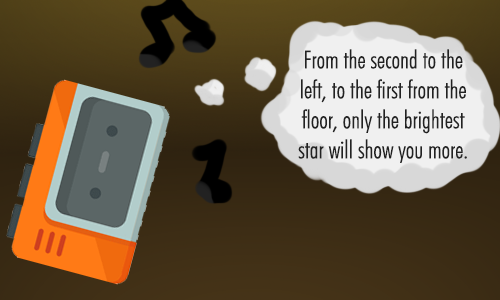 From the second to the
left, to the first from the
floor, only the brightest
star will show you more.